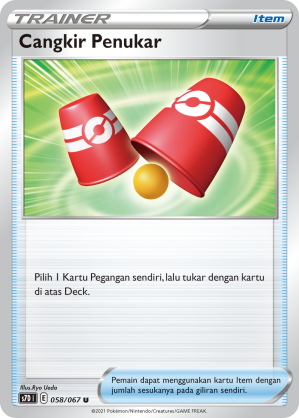 TRAINER
Item
Cangkir Penukar
Pilih 1 Kartu Pegangan sendiri, lalu tukar dengan kartu
di atas Deck.
Illus.Ryo Ueda
S7D I E 058/067 U
Pemain dapat menggunakan kartu Item dengan
jumlah sesukanya pada giliran sendiri.
©2021 Pokémon/Nintendo/Creatures/GAME FREAK.